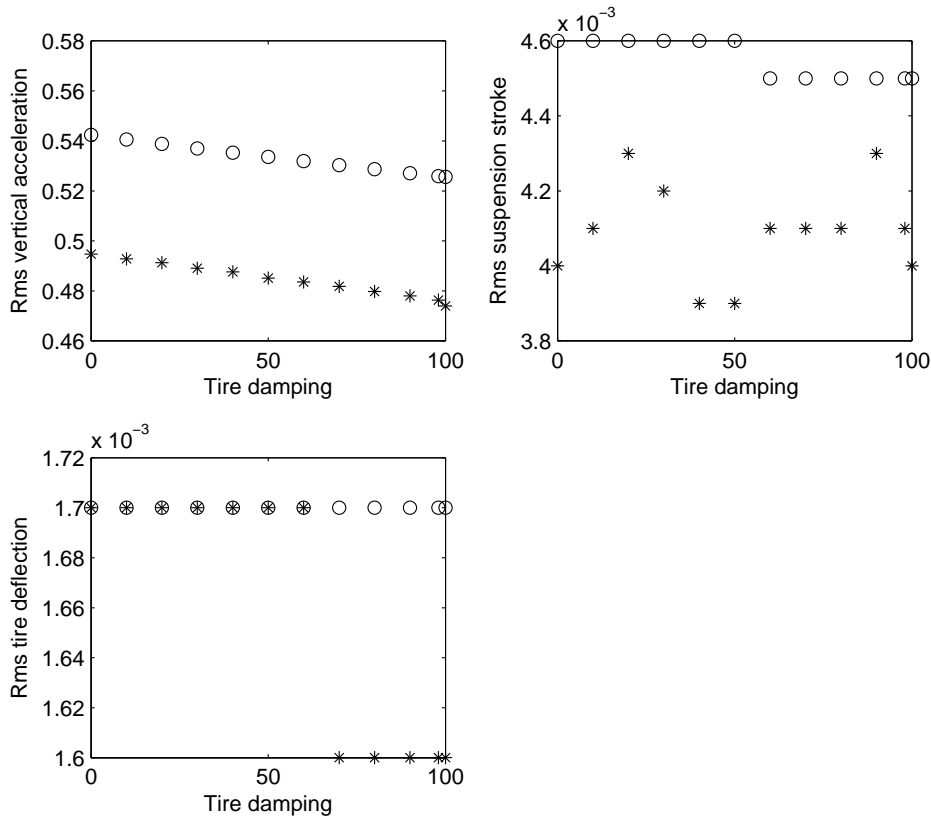 0.58
0.56
0.54
0.52
0.5
0.48
0.46
0 50 100
Tire damping
Rms vertical acceleration
x 10−3
4.6
4.4
4.2
4
3.8
0 50 100
Tire damping
Rms suspension stroke
x 10−3
1.72
1.7
1.68
1.66
1.64
1.62
1.6
0 50 100
Tire damping
Rms tire deflection